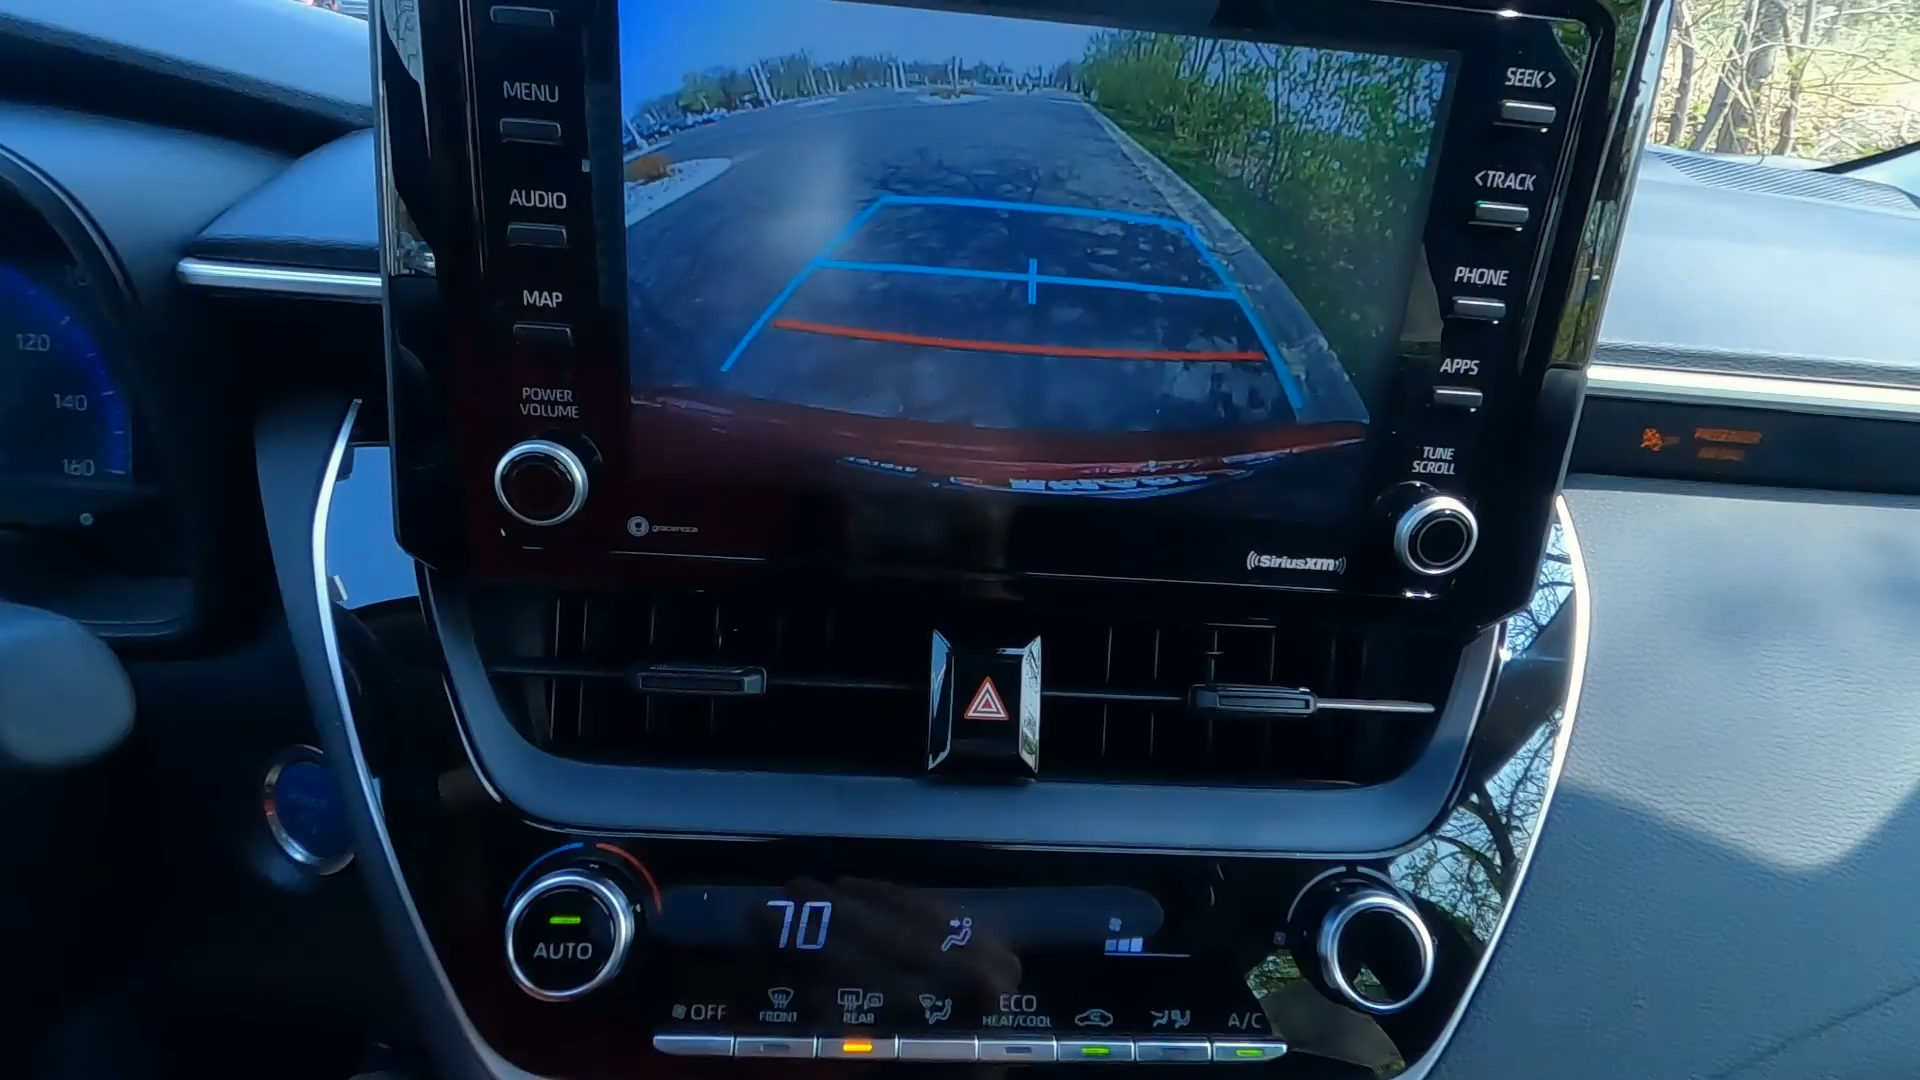 MENU
AUDIO
MAP
POWER
VOLUME
SEEK>
<TRACK
PHONE
APPS
TUNE
SCROLL
gracenote
((SiriusXM))
120
140
160
AUTO
70
OFF
FRONT
REAR
ECO
HEAT/COOL
A/C